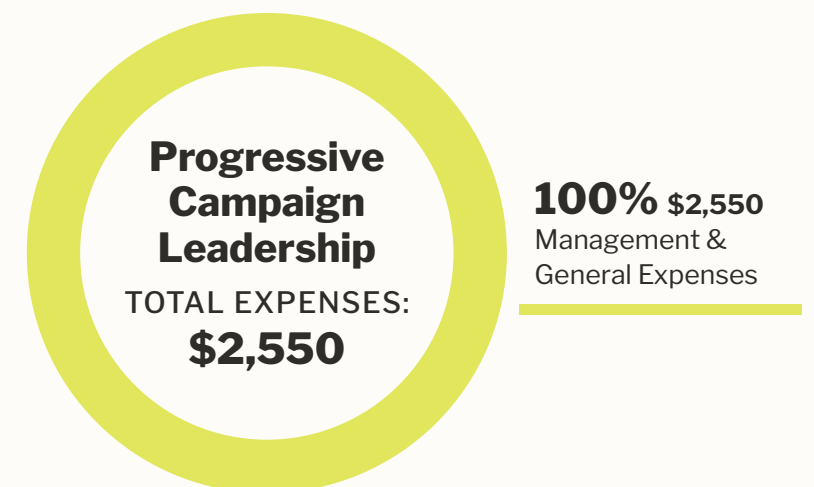 Progressive
Campaign
Leadership
TOTAL EXPENSES:
$2,550
100% $2,550
Management &
General Expenses